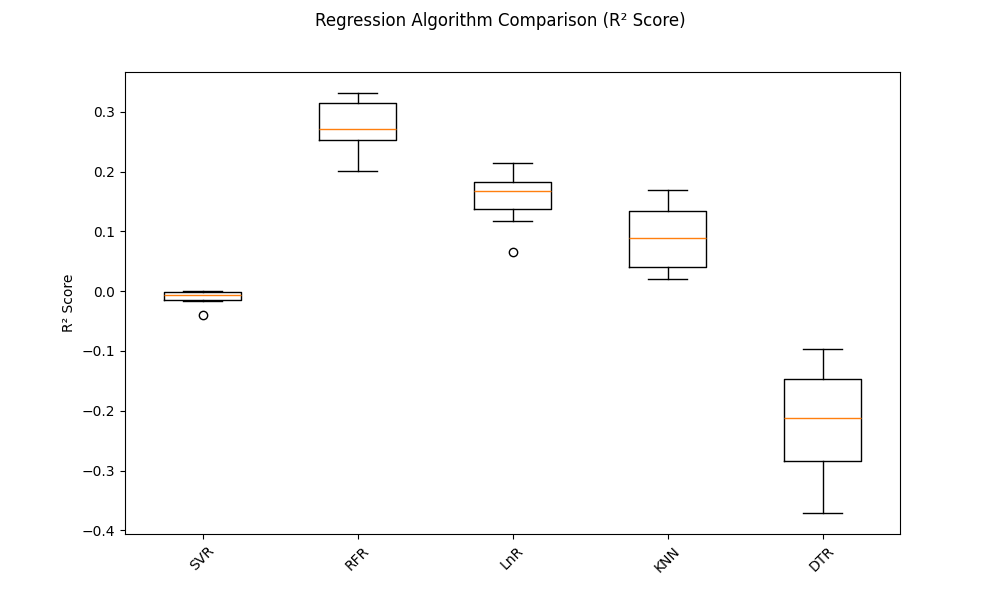 Regression Algorithm Comparison (R² Score)
R² Score
0.3
0.2
0.1
0.0
−0.1
−0.2
−0.3
−0.4
SVR
RFR
LnR
KNN
DTR